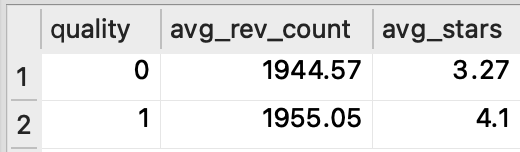 quality avg_rev_count avg_stars
1 0 1944.57 3.27
2 1 1955.05 4.1